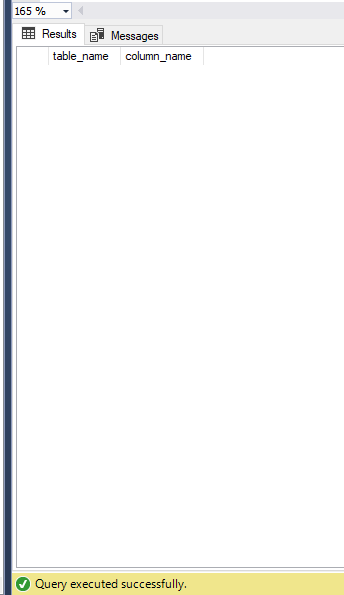 165 %
Results Messages
table_name column_name
Query executed successfully.